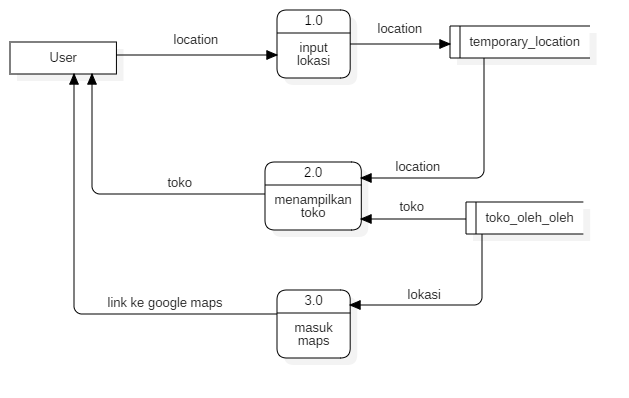 1.0
location
location
input
lokasi
temporary_location
User
2.0
location
toko
menampilkan
toko
toko
toko_oleh_oleh
3.0
lokasi
link ke google maps
masuk
maps